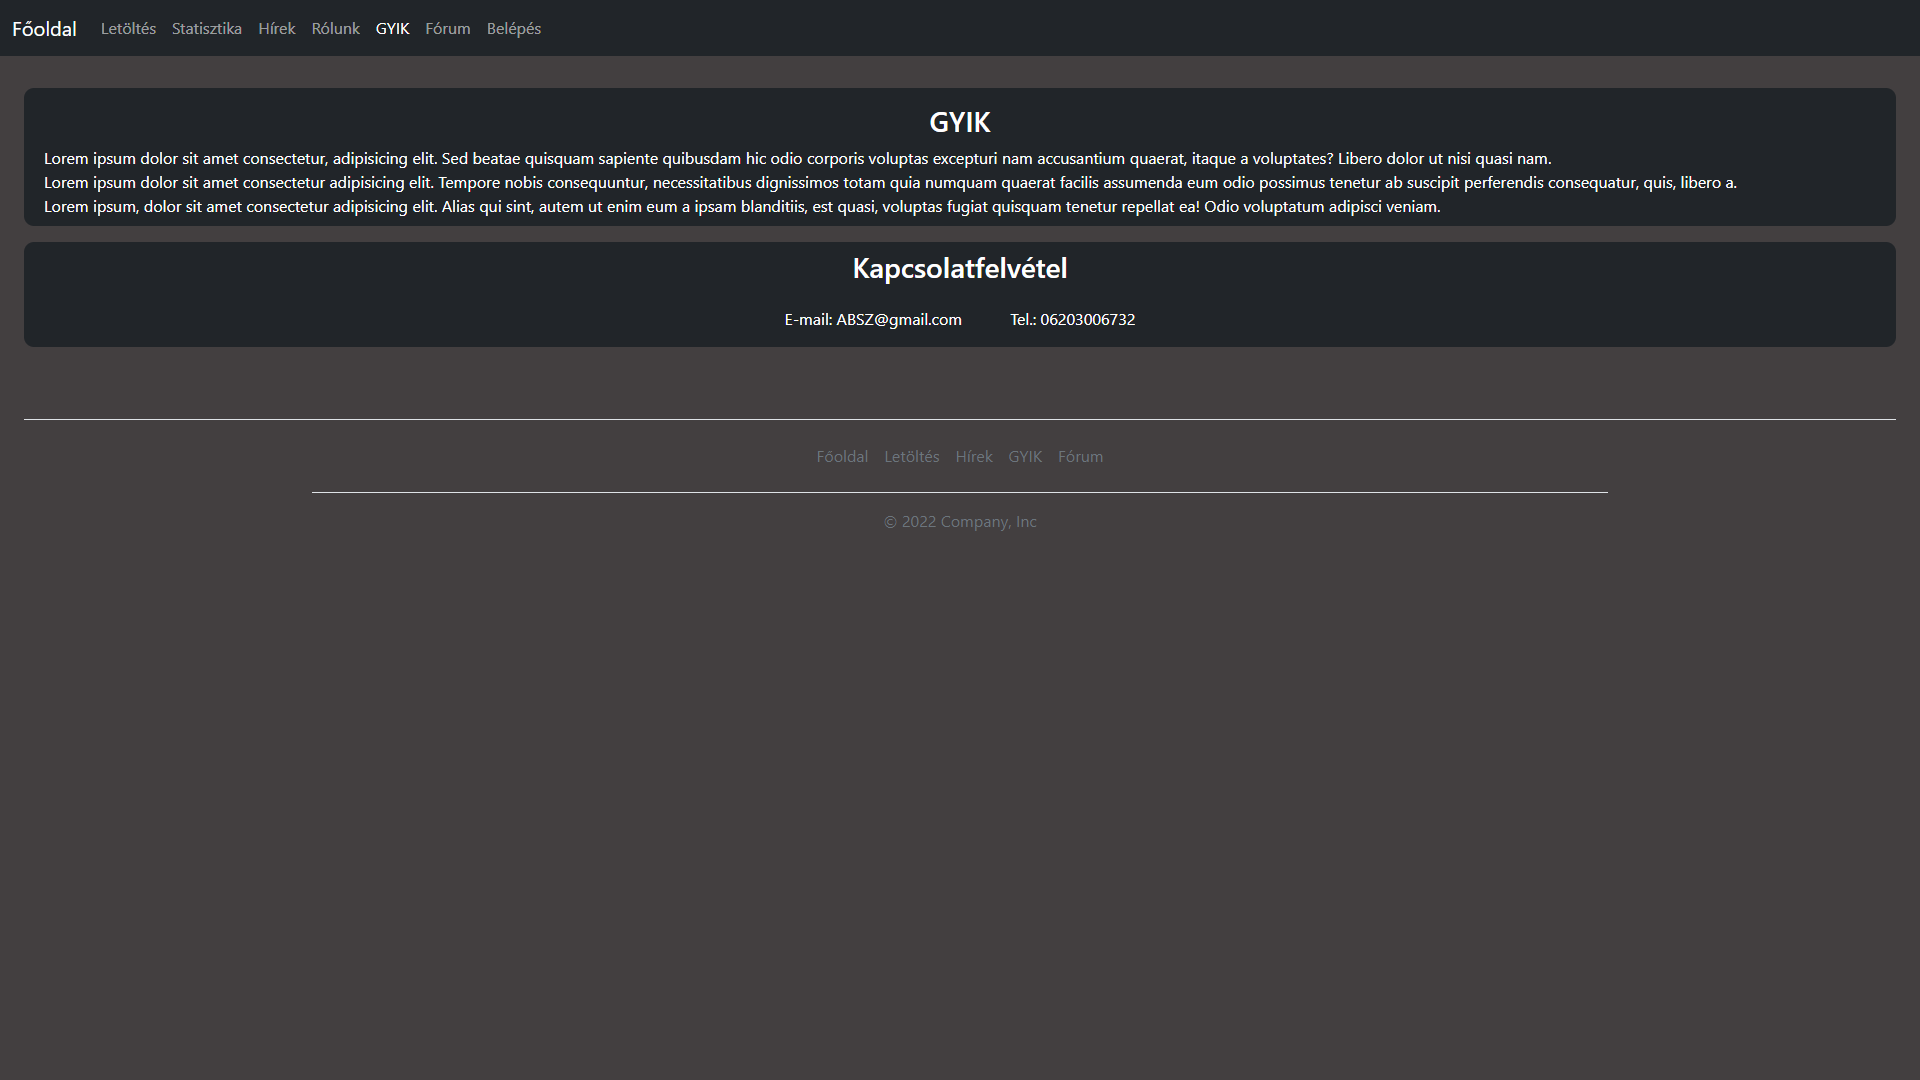 Főoldal Letöltés Statisztika Hírek Rólunk GYIK Fórum Belépés
GYIK
Lorem ipsum dolor sit amet consectetur, adipisicing elit. Sed beatae quisquam sapiente quibusdam hic odio corporis voluptas excepturi nam accusantium quaerat, itaque a voluptates? Libero dolor ut nisi quasi nam.
Lorem ipsum dolor sit amet consectetur adipisicing elit. Tempore nobis consequuntur, necessitatibus dignissimos totam quia numquam quaerat facilis assumenda eum odio possimus tenetur ab suscipit perferendis consequatur, quis, libero a.
Lorem ipsum, dolor sit amet consectetur adipisicing elit. Alias qui sint, autem ut enim eum a ipsam blanditiis, est quasi, voluptas fugiat quisquam tenetur repellat ea! Odio voluptatum adipisci veniam.
Kapcsolatfelvétel
E-mail: ABSZ@gmail.com Tel.: 06203006732
Főoldal Letöltés Hírek GYIK Fórum
© 2022 Company, Inc